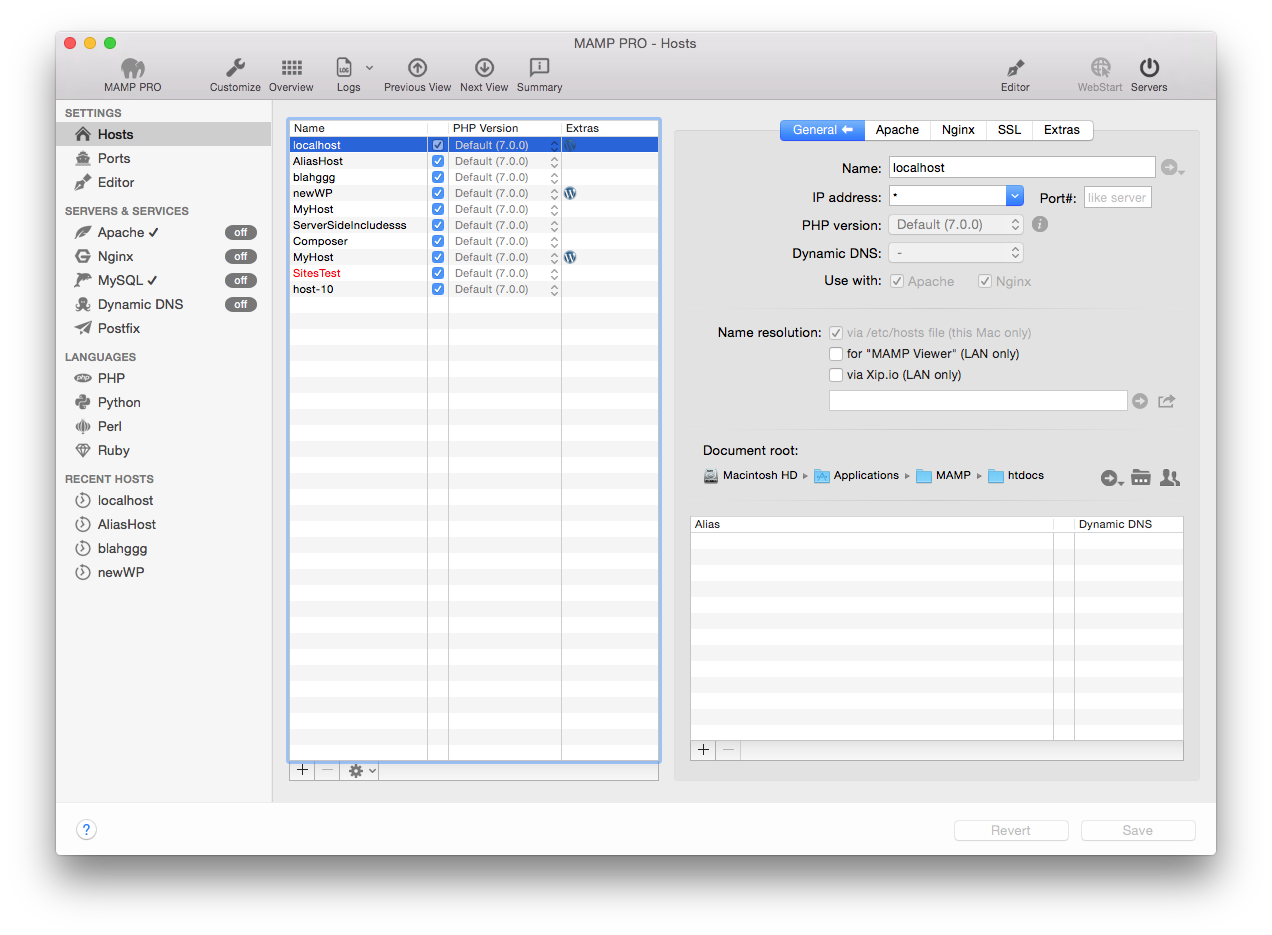 MAMP PRO - Hosts
MAMP PRO Customize Overview Logs Previous View Next View Summary Editor WebStart Servers
LOG
SETTINGS
Hosts
Ports
Editor
SERVERS & SERVICES
Apache ✓ off
Nginx off
MySQL ✓ off
Dynamic DNS off
Postfix
LANGUAGES
php PHP
Python
Perl
Ruby
RECENT HOSTS
localhost
AliasHost
blahggg
newWP
Name PHP Version Extras
localhost Default (7.0.0)
AliasHost Default (7.0.0)
blahggg Default (7.0.0)
newWP Default (7.0.0)
MyHost Default (7.0.0)
ServerSideIncludesss Default (7.0.0)
Composer Default (7.0.0)
MyHost Default (7.0.0)
SitesTest Default (7.0.0)
host-10 Default (7.0.0)
General Apache Nginx SSL Extras
Name: localhost
IP address: * Port#: like server
PHP version: Default (7.0.0)
Dynamic DNS: -
Use with: Apache Nginx
Name resolution: via /etc/hosts file (this Mac only)
for "MAMP Viewer" (LAN only)
via Xip.io (LAN only)
Document root:
Macintosh HD ▸ Applications ▸ MAMP ▸ htdocs
Alias Dynamic DNS
+ −
+ −
? Revert Save